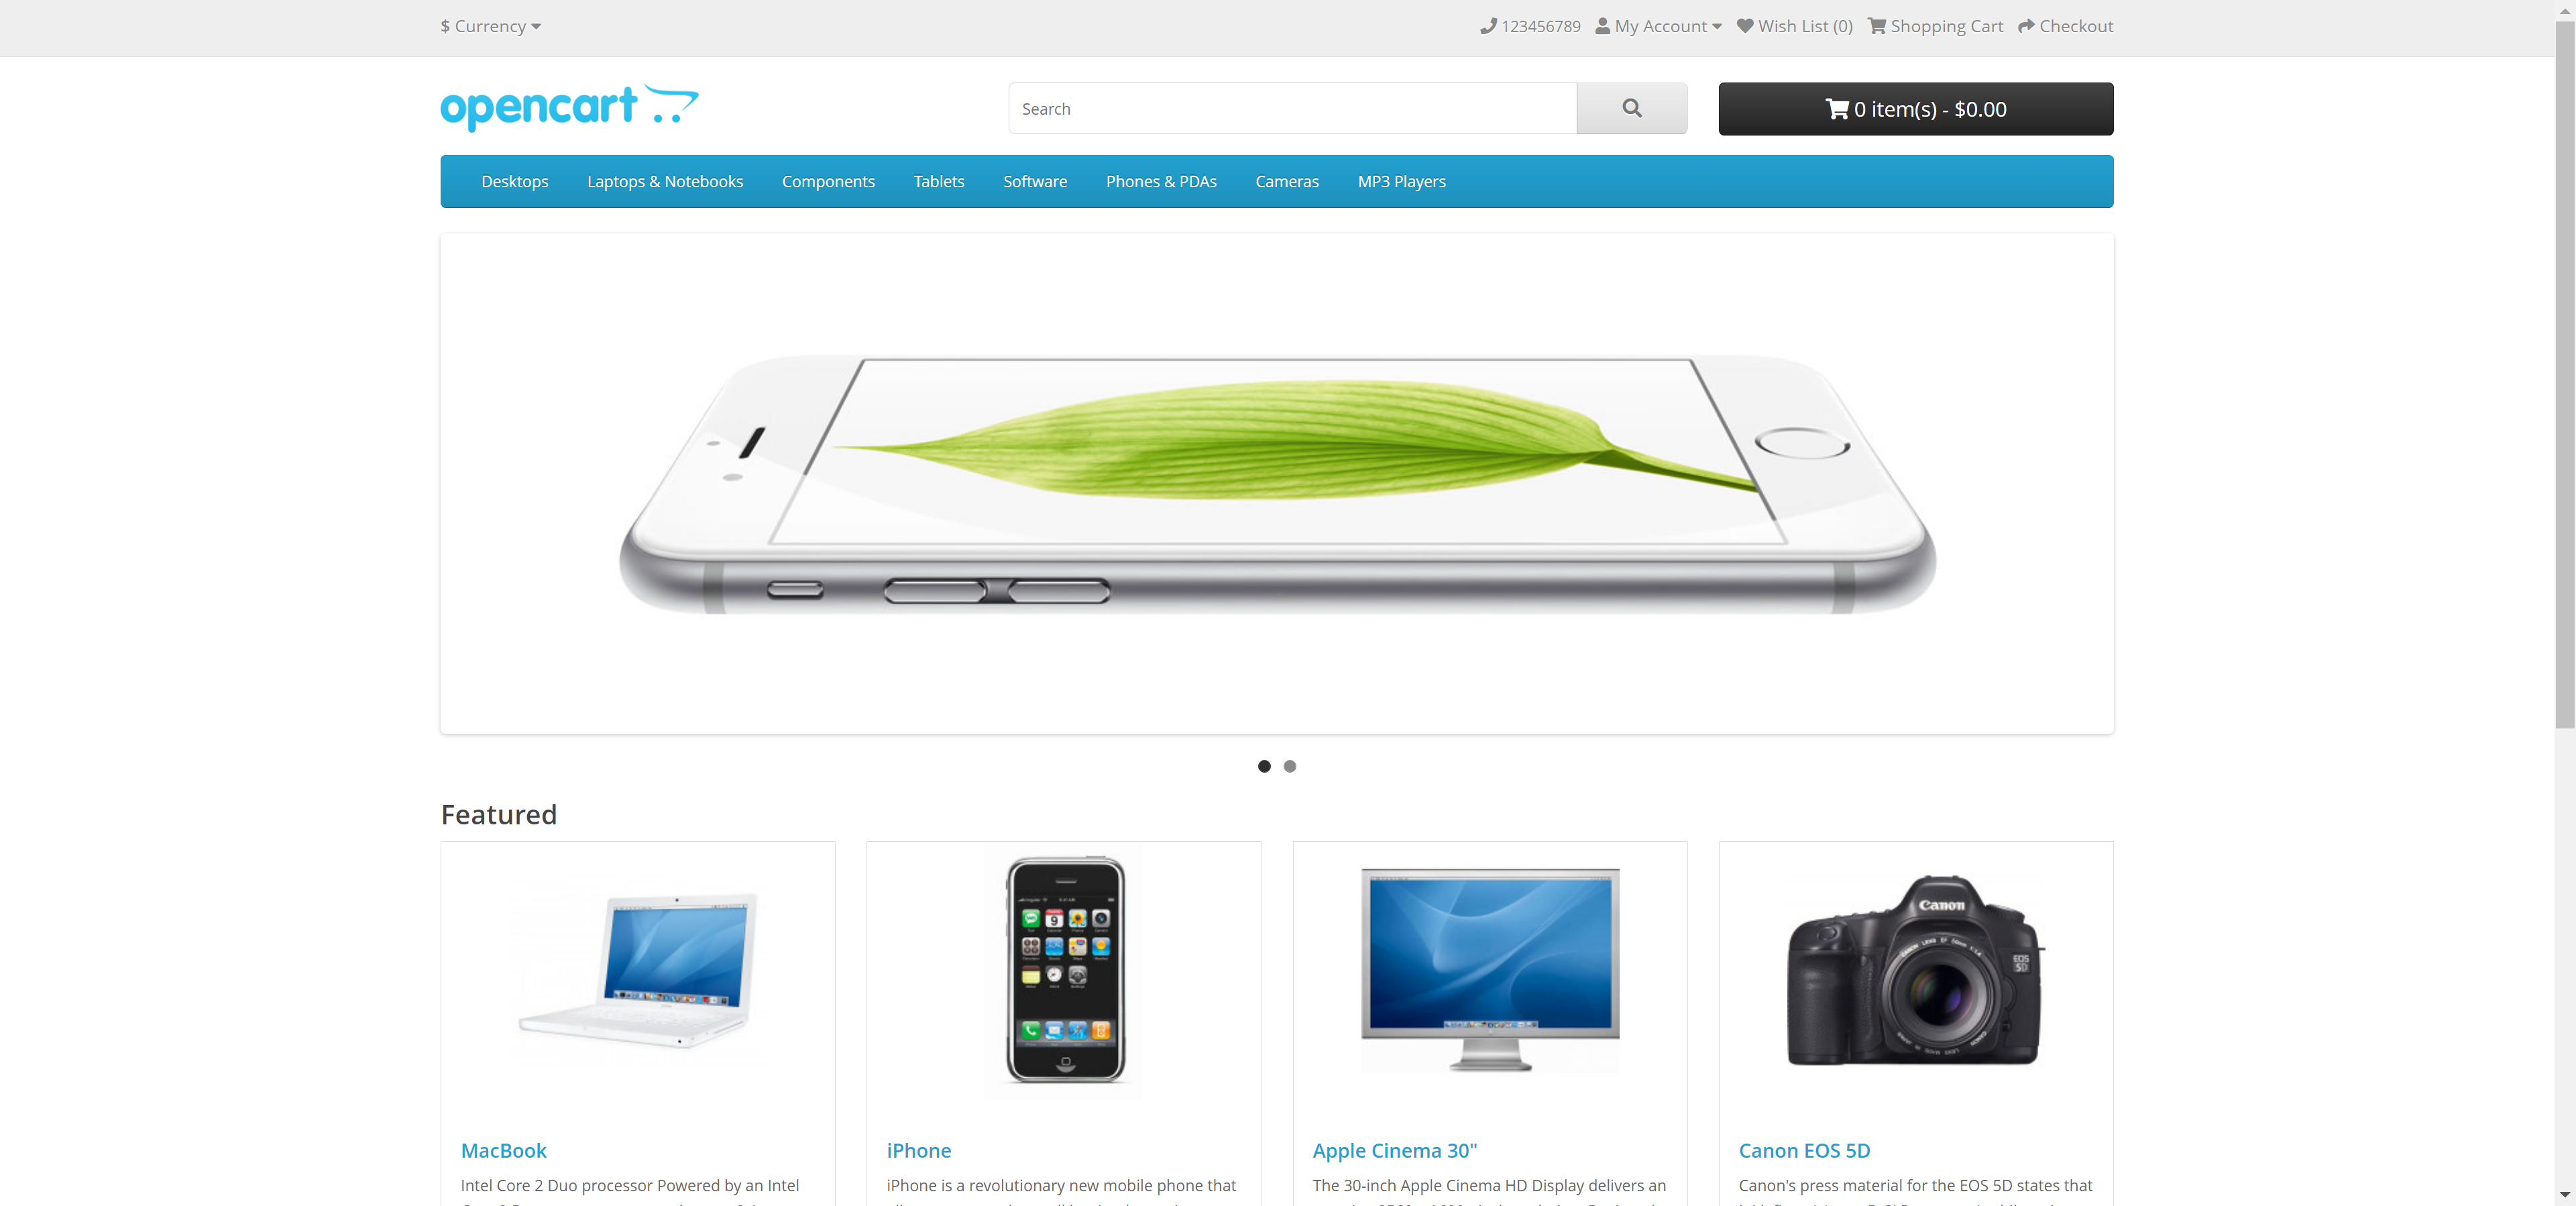 $ Currency
123456789 My Account Wish List (0) Shopping Cart Checkout
opencart
Search
0 item(s) - $0.00
Desktops Laptops & Notebooks Components Tablets Software Phones & PDAs Cameras MP3 Players
Featured
Canon
EOS 5D
MacBook
Intel Core 2 Duo processor Powered by an Intel
iPhone
iPhone is a revolutionary new mobile phone that
Apple Cinema 30"
The 30-inch Apple Cinema HD Display delivers an
Canon EOS 5D
Canon's press material for the EOS 5D states that